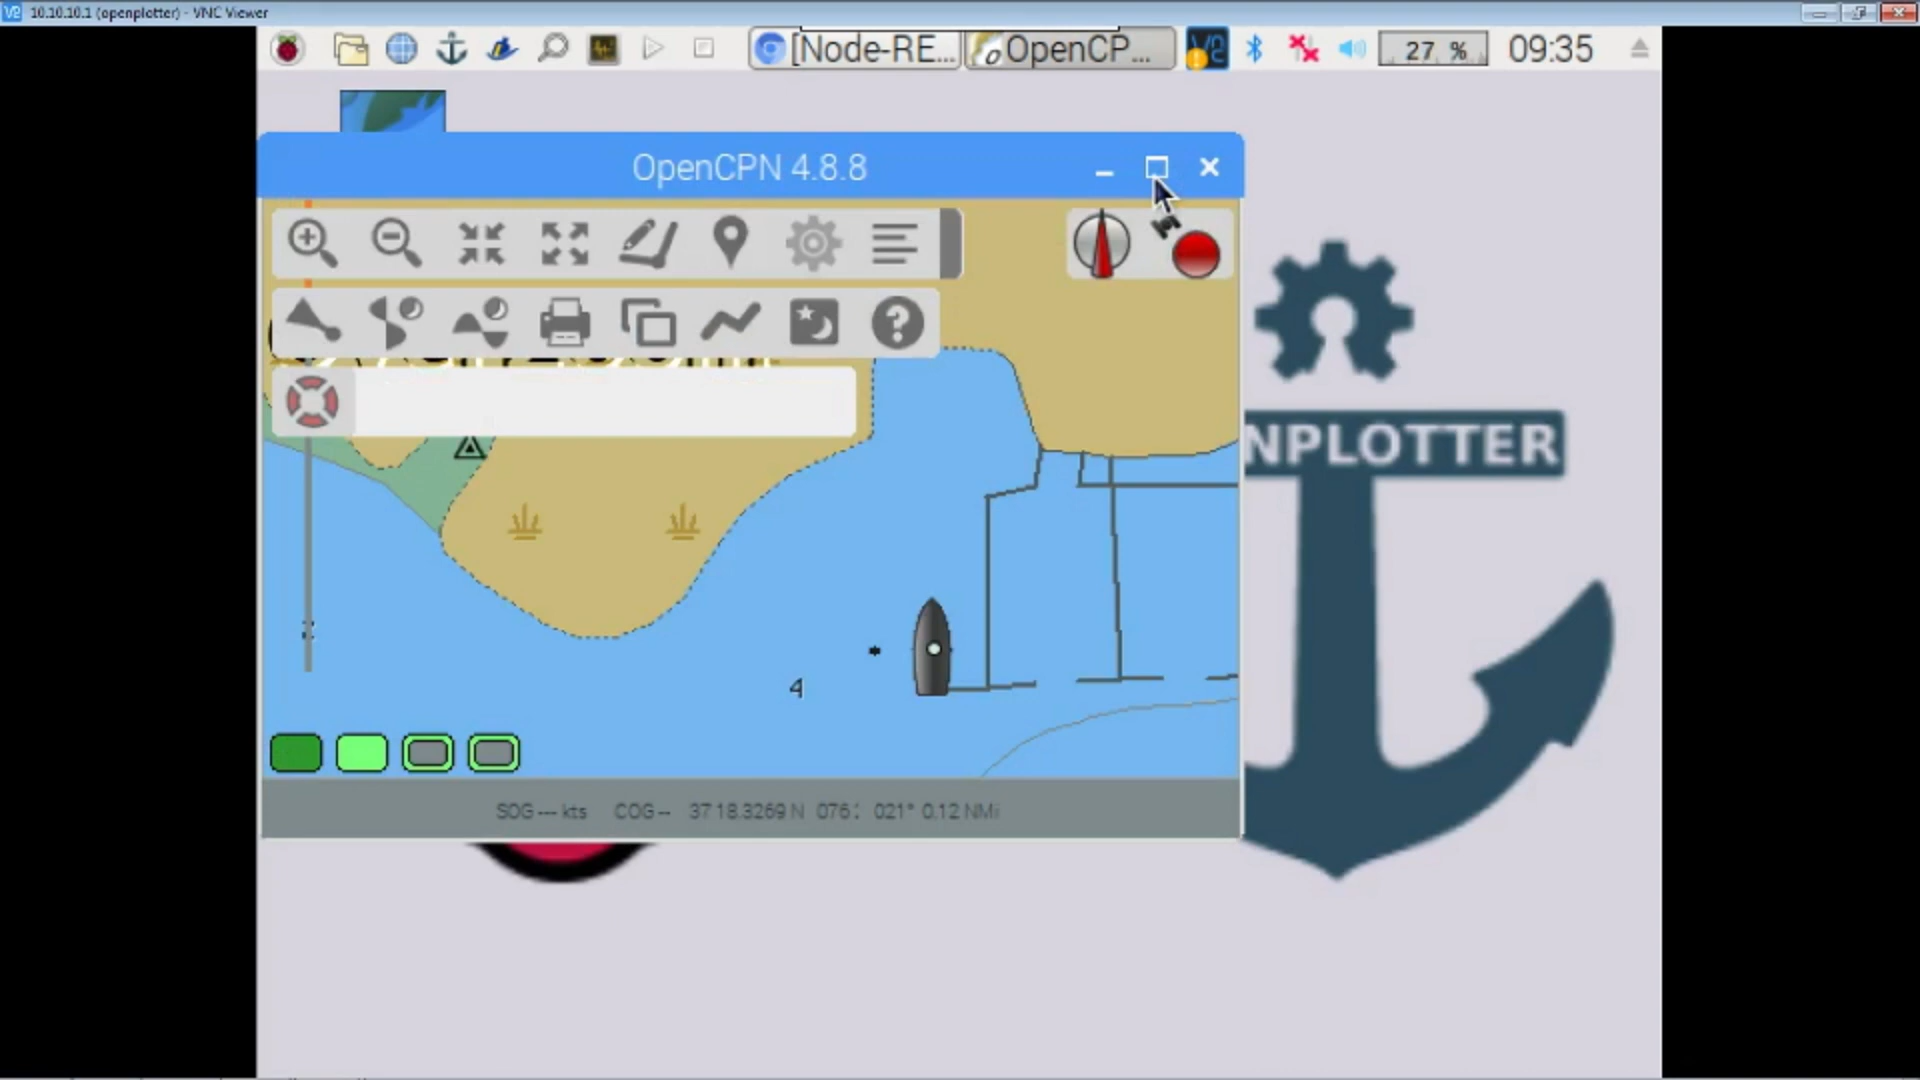 10.10.10.1 (openplotter) - VNC Viewer
[Node-RE...
OpenCP...
27 %
09:35
OpenCPN 4.8.8
NPLOTTER
4
SOG --- kts COG -- 37 18.3269 N 076 021° 0.12 NMi